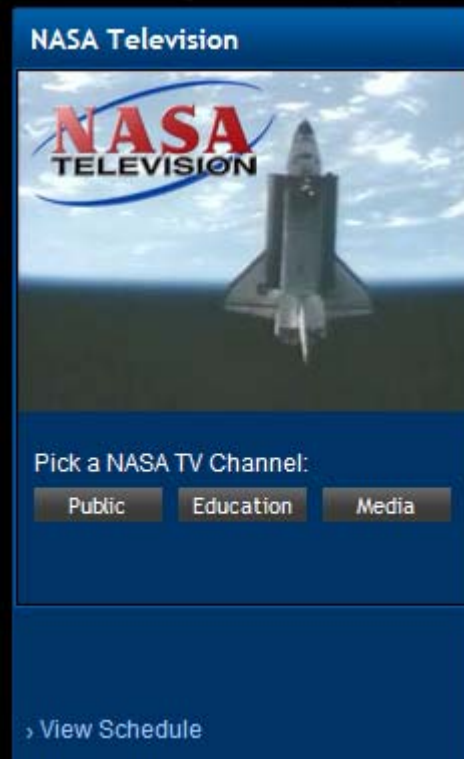 NASA Television
NASA
TELEVISION
Pick a NASA TV Channel:
Public Education Media
› View Schedule